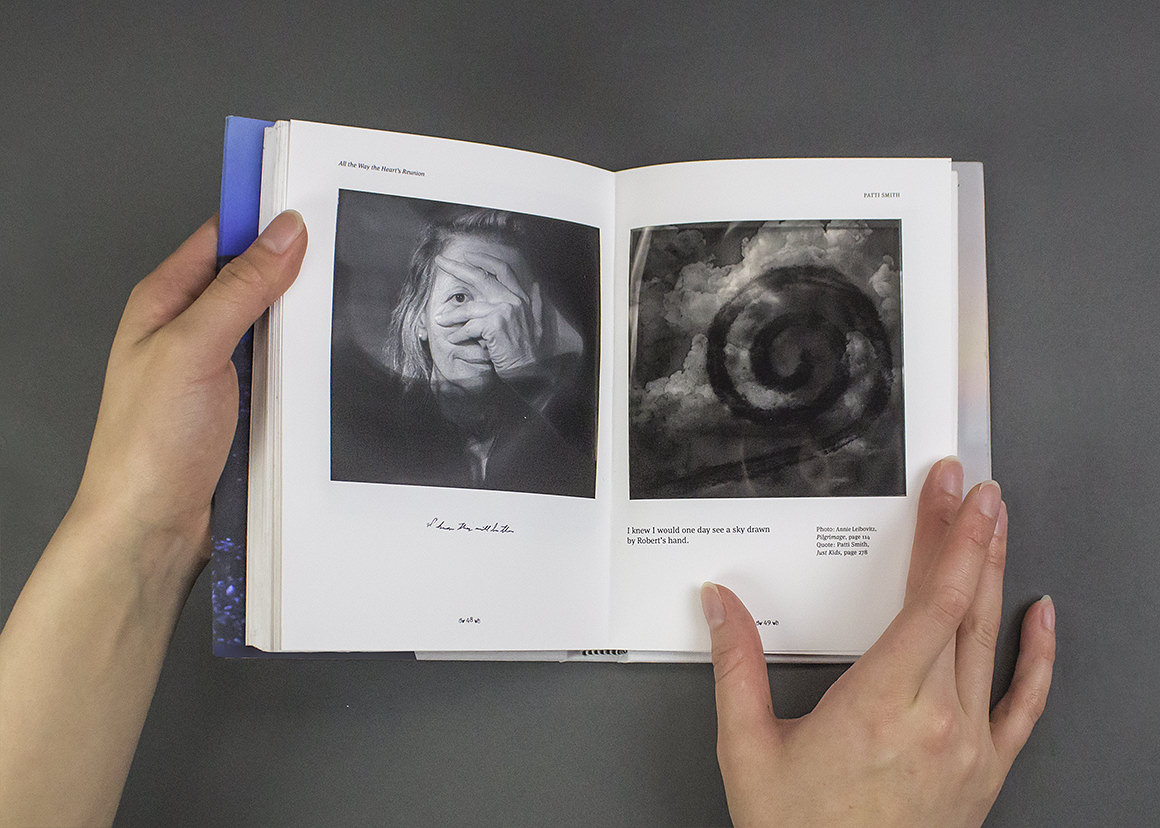 All the Way the Heart's Reunion
PATTI SMITH
I knew I would one day see a sky drawn
by Robert's hand.
Photo: Annie Leibovitz,
Pilgrimage, page 114
Quote: Patti Smith,
Just Kids, page 278
48
49